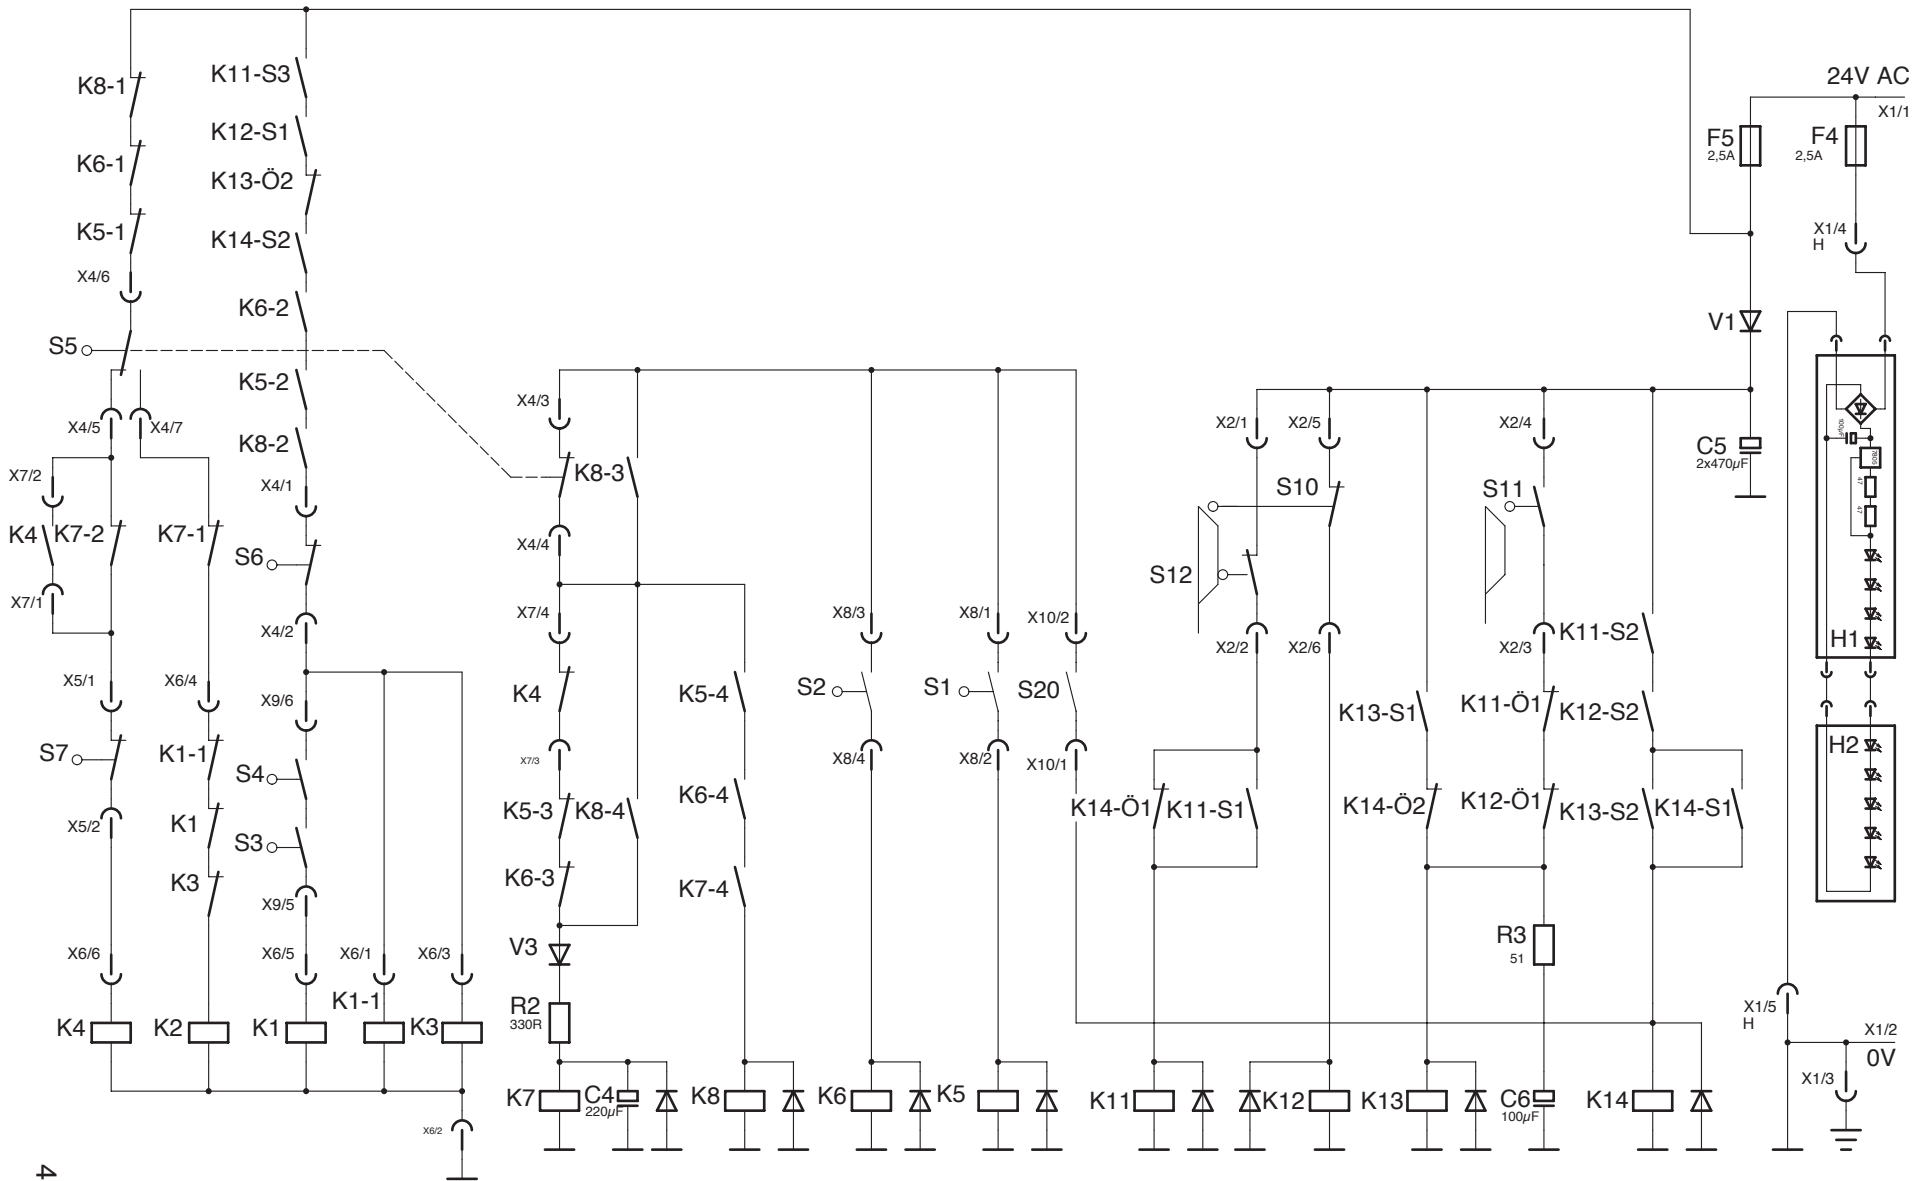 K11-S3
K8-1
24V AC
X1/1
K12-S1
F5
2,5A
F4
2,5A
K6-1
K13-Ö2
K5-1
K14-S2
X1/4
H
X4/6
K6-2
V1
S5
K5-2
X4/3
X4/5
X4/7
X2/1
X2/5
X2/4
100µF
K8-2
C5
2x470µF
7805
X7/2
X4/1
K8-3
S10
S11
47
47
K4
K7-2
K7-1
X4/4
S6
S12
X7/1
X4/2
X7/4
X8/3
X8/1
X10/2
X2/2
X2/6
X2/3
K11-S2
H1
X5/1
X6/4
X9/6
K4
K5-4
S2
S1
S20
K13-S1
K11-Ö1
K12-S2
S7
K1-1
X7/3
X8/4
X8/2
X10/1
H2
S4
K6-4
X5/2
K1
S3
K5-3
K8-4
K14-Ö1
K11-S1
K14-Ö2
K12-Ö1
K13-S2
K14-S1
K3
K6-3
K7-4
X9/5
R3
51
X6/6
X6/5
X6/1
X6/3
V3
K1-1
R2
330R
X1/5
H
K4
K2
K1
K3
X1/2
0V
X1/3
K7
C4
220µF
K8
K6
K5
K11
K12
K13
C6
100µF
K14
X6/2
4